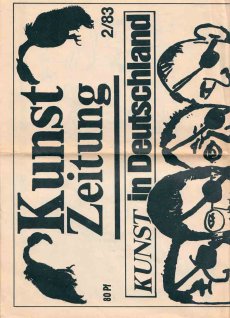 Kunst
Zeitung
2/83
80 Pf
KUNST in Deutschland